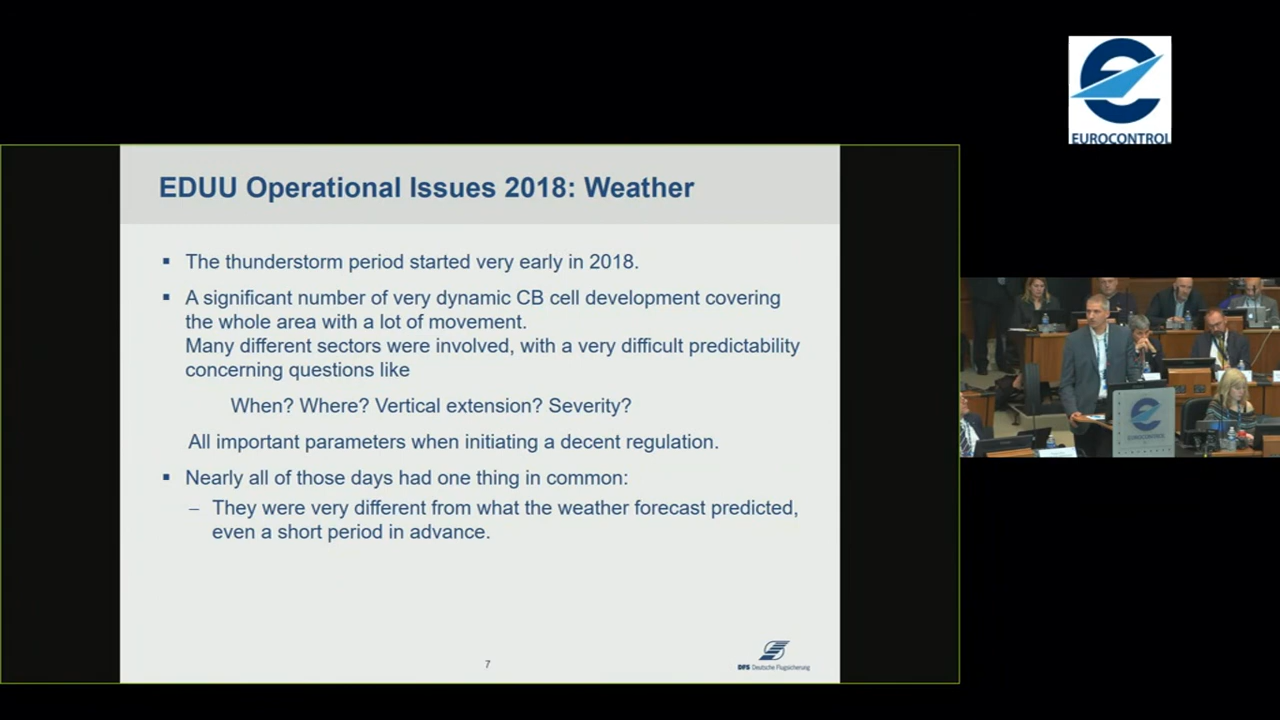 EUROCONTROL
EDUU Operational Issues 2018: Weather
▪ The thunderstorm period started very early in 2018.
▪ A significant number of very dynamic CB cell development covering
the whole area with a lot of movement.
Many different sectors were involved, with a very difficult predictability
concerning questions like
When? Where? Vertical extension? Severity?
All important parameters when initiating a decent regulation.
▪ Nearly all of those days had one thing in common:
– They were very different from what the weather forecast predicted,
even a short period in advance.
7
DFS Deutsche Flugsicherung
EUROCONTROL